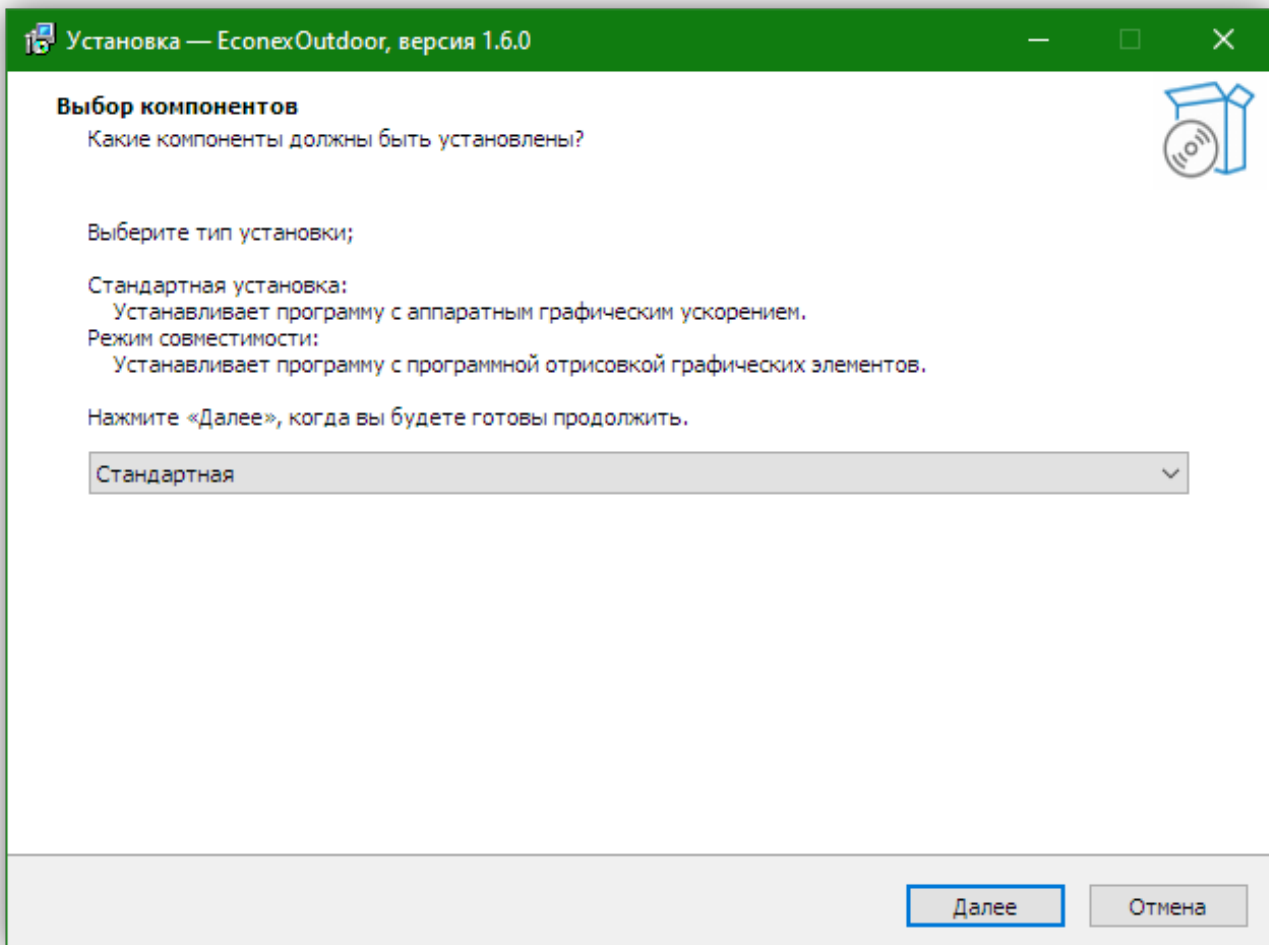 Установка — EconexOutdoor, версия 1.6.0
Выбор компонентов
Какие компоненты должны быть установлены?
Выберите тип установки;
Стандартная установка:
Устанавливает программу с аппаратным графическим ускорением.
Режим совместимости:
Устанавливает программу с программной отрисовкой графических элементов.
Нажмите «Далее», когда вы будете готовы продолжить.
Стандартная
Далее
Отмена